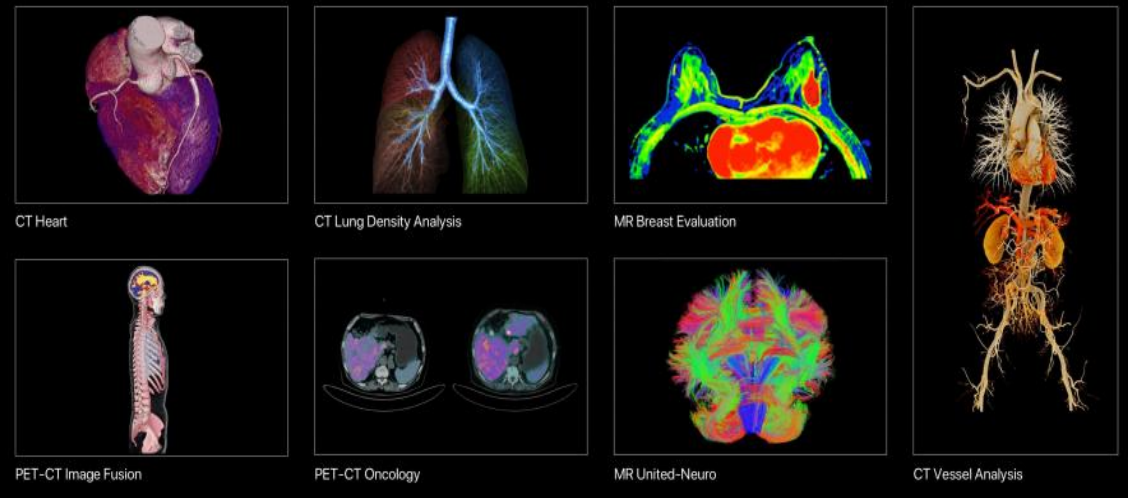 CT Heart
CT Lung Density Analysis
MR Breast Evaluation
PET-CT Image Fusion
PET-CT Oncology
MR United-Neuro
CT Vessel Analysis